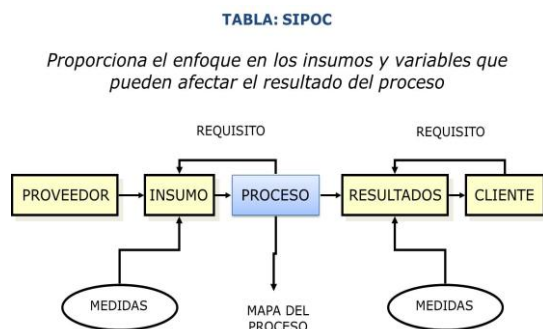 TABLA: SIPOC
Proporciona el enfoque en los insumos y variables que
pueden afectar el resultado del proceso
REQUISITO
REQUISITO
PROVEEDOR
INSUMO
PROCESO
RESULTADOS
CLIENTE
MEDIDAS
MAPA DEL
PROCESO
MEDIDAS